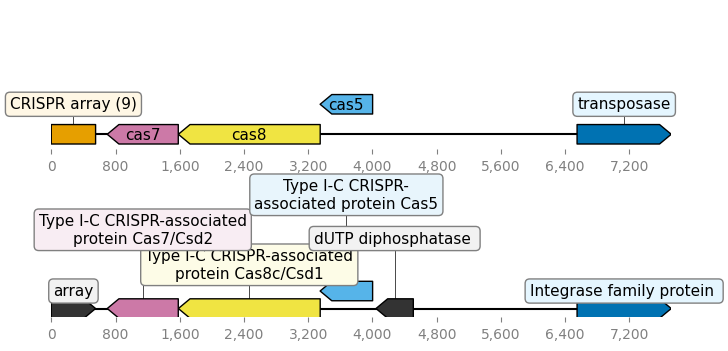 cas5
CRISPR array (9)
transposase
cas7
cas8
0 800 1,600 2,400 3,200 4,000 4,800 5,600 6,400 7,200
Type I-C CRISPR-
associated protein Cas5
Type I-C CRISPR-associated
protein Cas7/Csd2
dUTP diphosphatase
Type I-C CRISPR-associated
protein Cas8c/Csd1
array
Integrase family protein
0 800 1,600 2,400 3,200 4,000 4,800 5,600 6,400 7,200